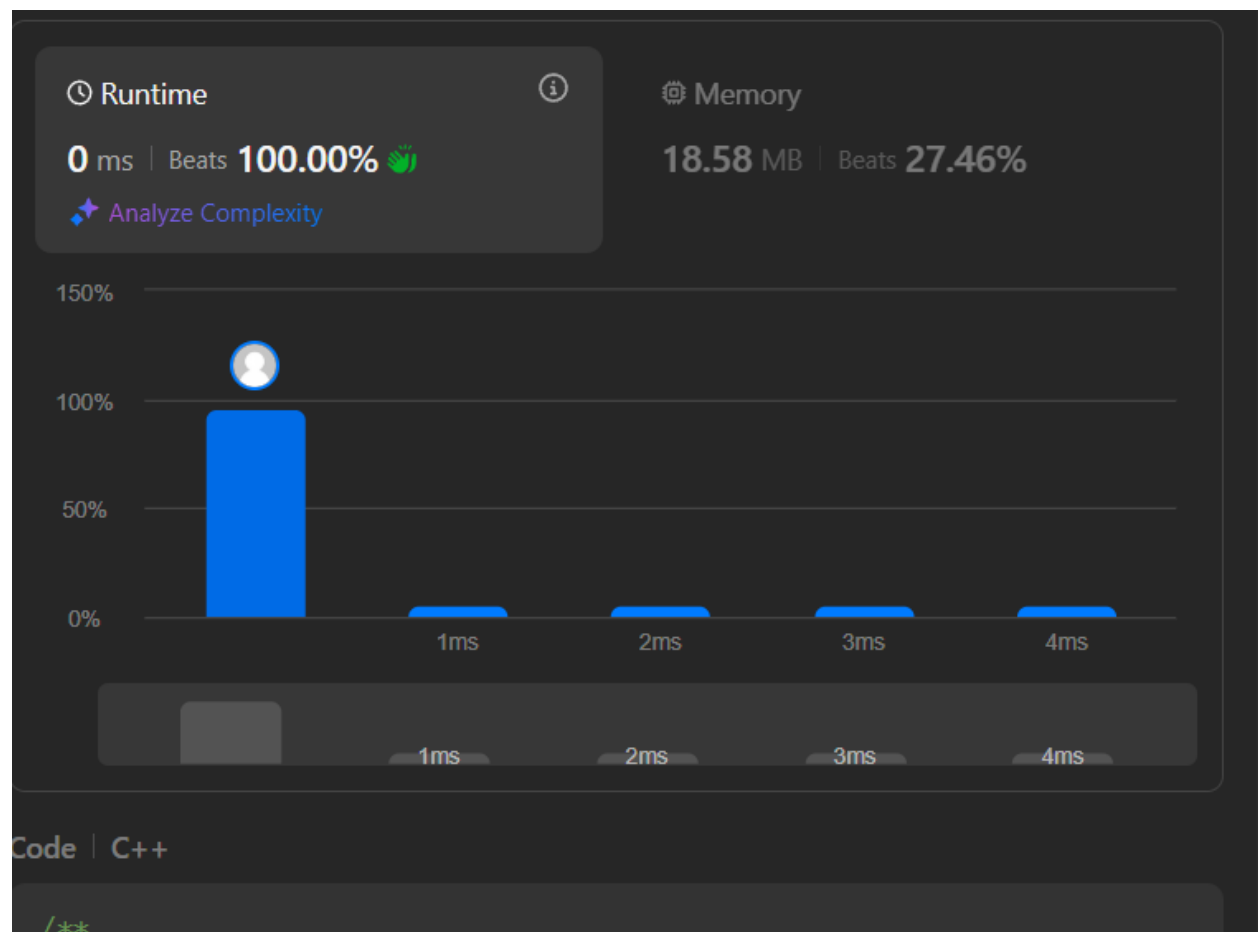 Runtime
0 ms | Beats 100.00%
Analyze Complexity
Memory
18.58 MB | Beats 27.46%
150%
100%
50%
0%
1ms 2ms 3ms 4ms
1ms 2ms 3ms 4ms
Code | C++
/**